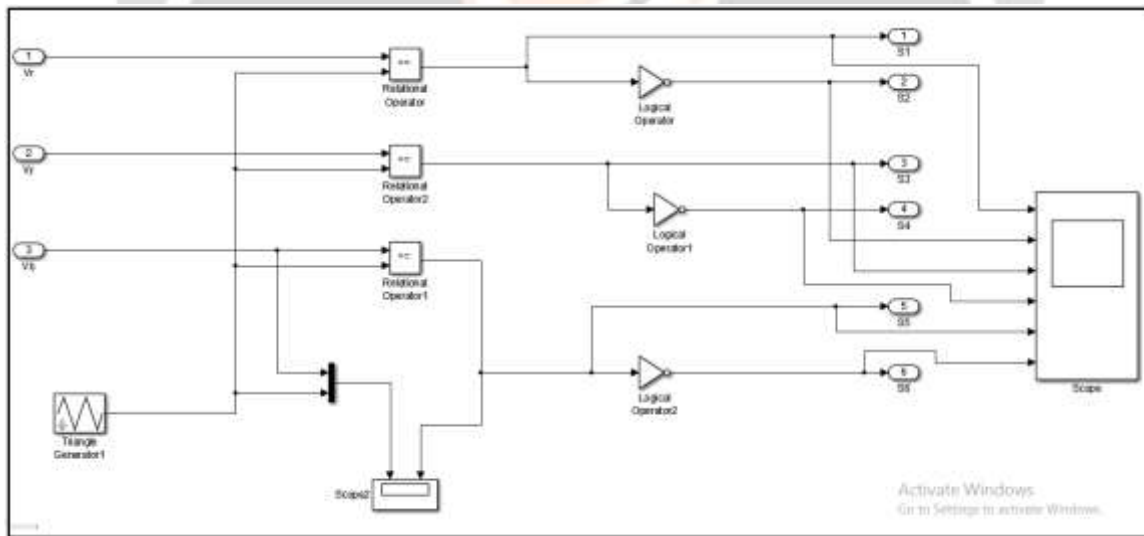 1
Vr
Relational
Operator
Logical
Operator
1
S1
2
S2
2
Vy
Relational
Operator2
Logical
Operator1
3
S3
4
S4
3
Vb
Relational
Operator1
Logical
Operator2
5
S5
6
S6
Scope
Triangle
Generator1
Scope2
Activate Windows
Go to Settings to activate Windows.